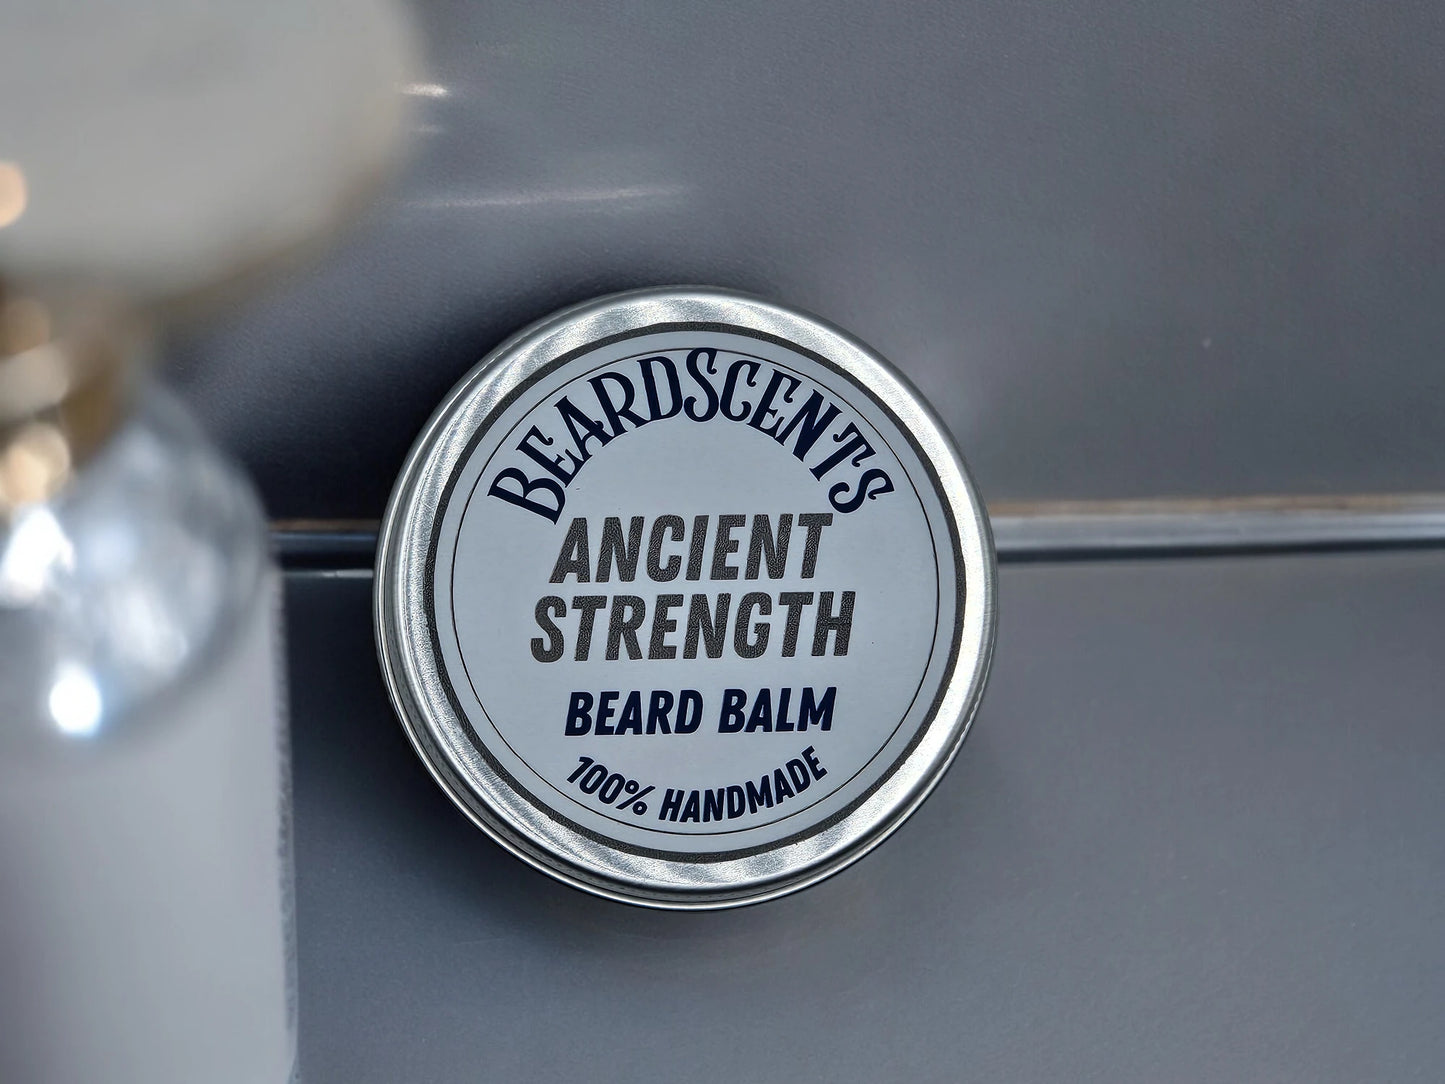 BEARDSCENTS
ANCIENT
STRENGTH
BEARD BALM
100% HANDMADE